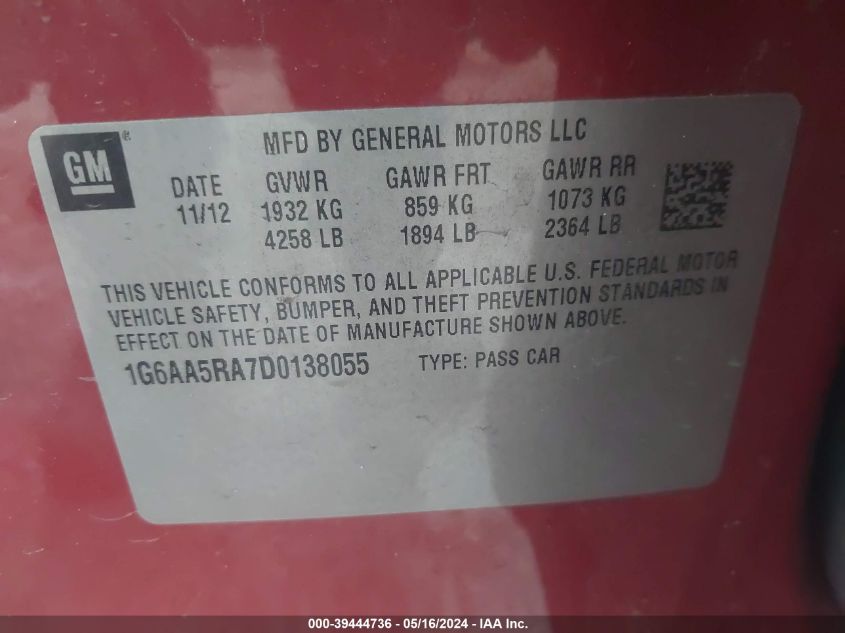 GM®
MFD BY GENERAL MOTORS LLC
DATE GVWR GAWR FRT GAWR RR
11/12 1932 KG 859 KG 1073 KG
4258 LB 1894 LB 2364 LB
THIS VEHICLE CONFORMS TO ALL APPLICABLE U.S. FEDERAL MOTOR
VEHICLE SAFETY, BUMPER, AND THEFT PREVENTION STANDARDS IN
EFFECT ON THE DATE OF MANUFACTURE SHOWN ABOVE.
1G6AA5RA7D0138055 TYPE: PASS CAR
000-39444736 - 05/16/2024 - IAA Inc.